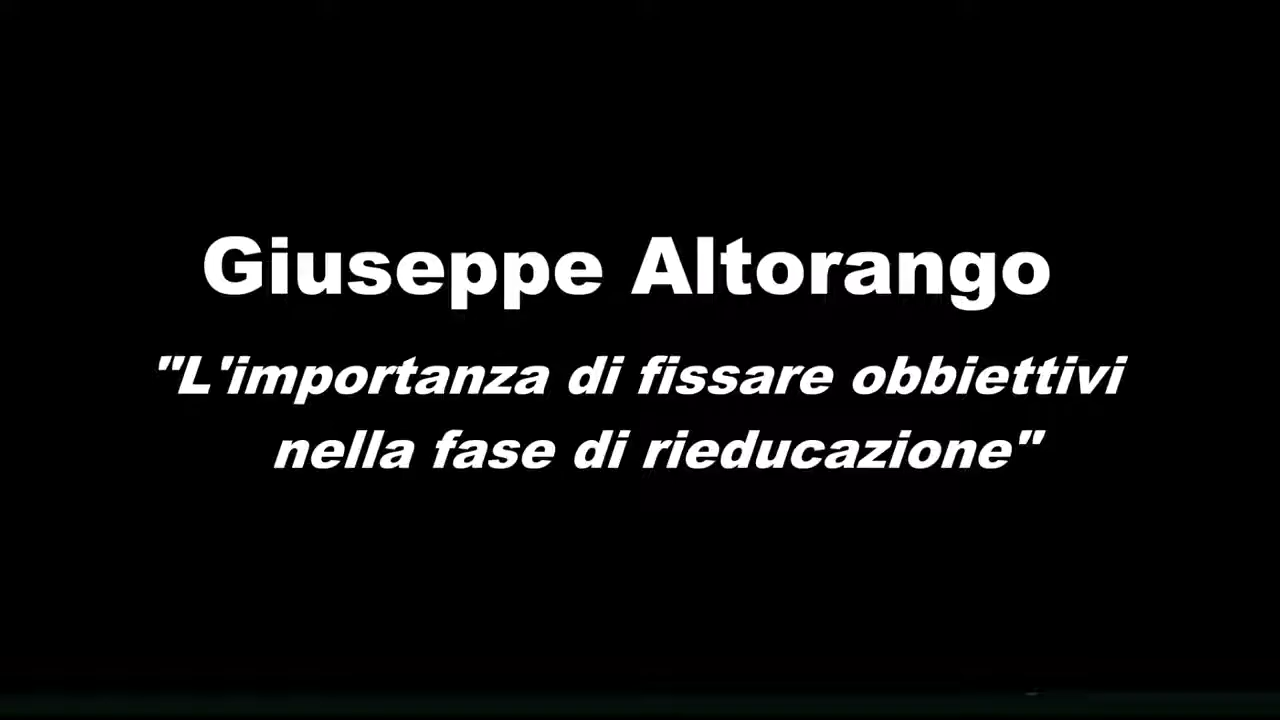 Giuseppe Altorango
"L'importanza di fissare obbiettivi
nella fase di rieducazione"